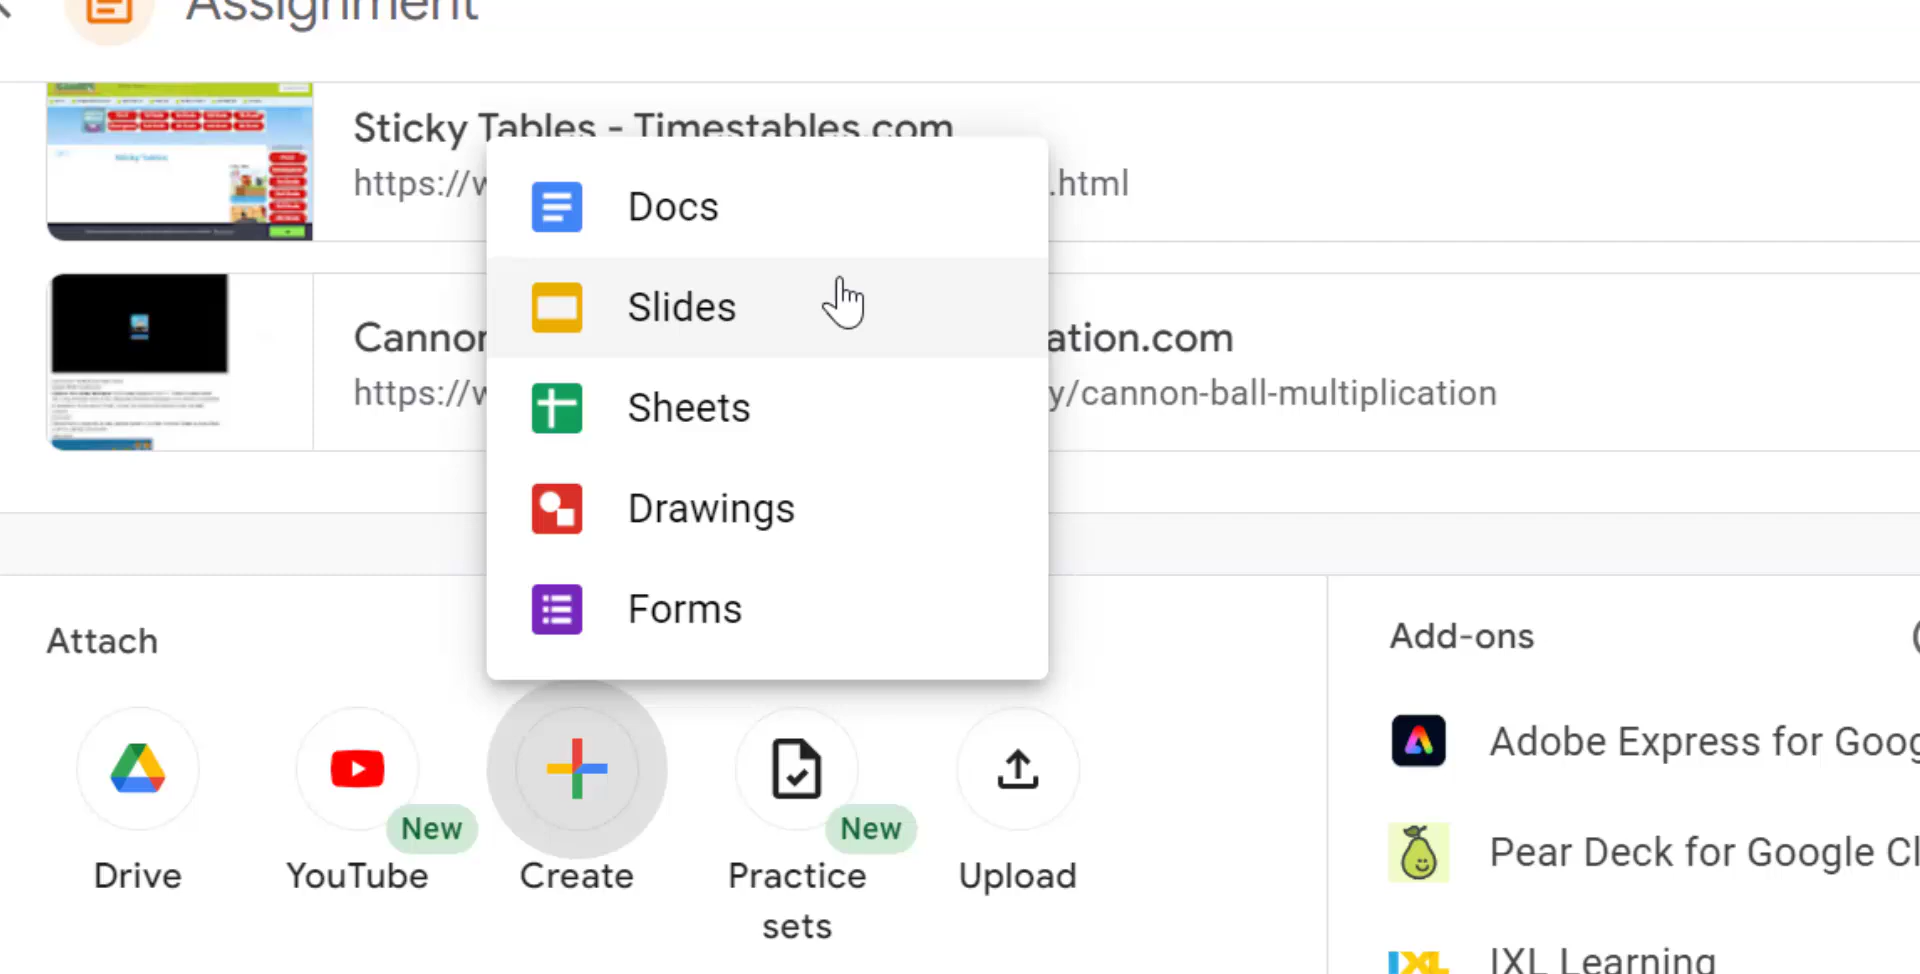 Assignment
Sticky Tables - Timestables.com
https://w
.html
Docs
Slides
Sheets
Drawings
Forms
Cannon
ation.com
https://w
y/cannon-ball-multiplication
Attach
Drive
YouTube
New
Create
Practice
sets
New
Upload
Add-ons
Adobe Express for Goog
Pear Deck for Google Cl
IXL Learning